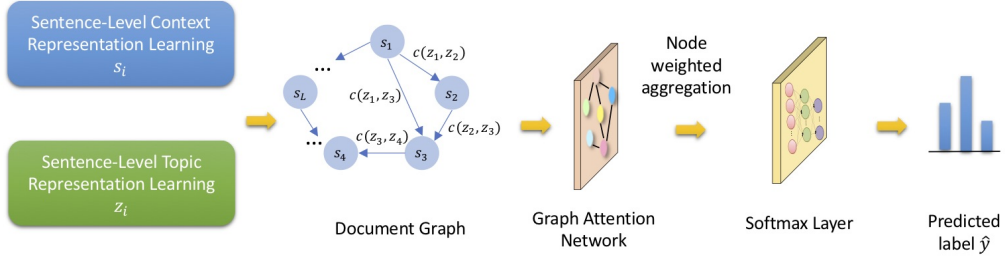 Sentence-Level Context
Representation Learning
s_i
Sentence-Level Topic
Representation Learning
z_i
s_1
c(z_1, z_2)
...
s_L
c(z_1, z_3)
s_2
c(z_2, z_3)
...
c(z_3, z_4)
s_4
s_3
Document Graph
Graph Attention
Network
Node
weighted
aggregation
Softmax Layer
Predicted
label ŷ